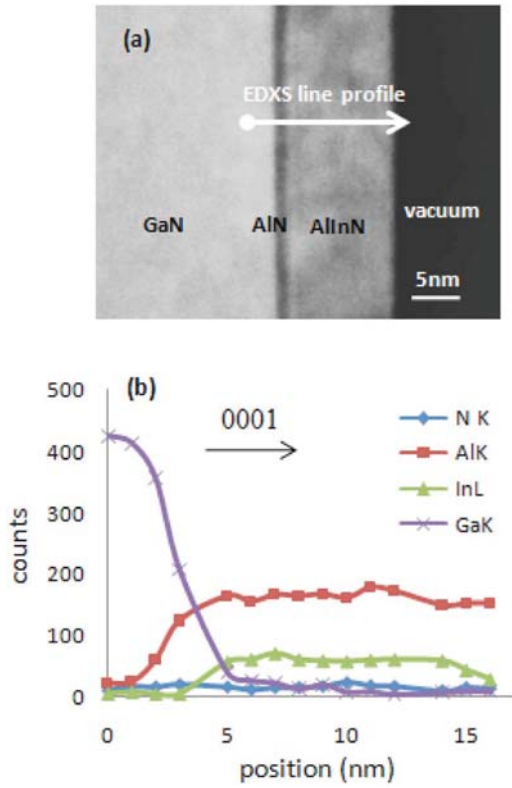 (a)
EDXS line profile
GaN AlN AlInN vacuum
5nm
(b)
0001
N K
AlK
InL
GaK
500
400
300
200
100
0
counts
0 5 10 15
position (nm)